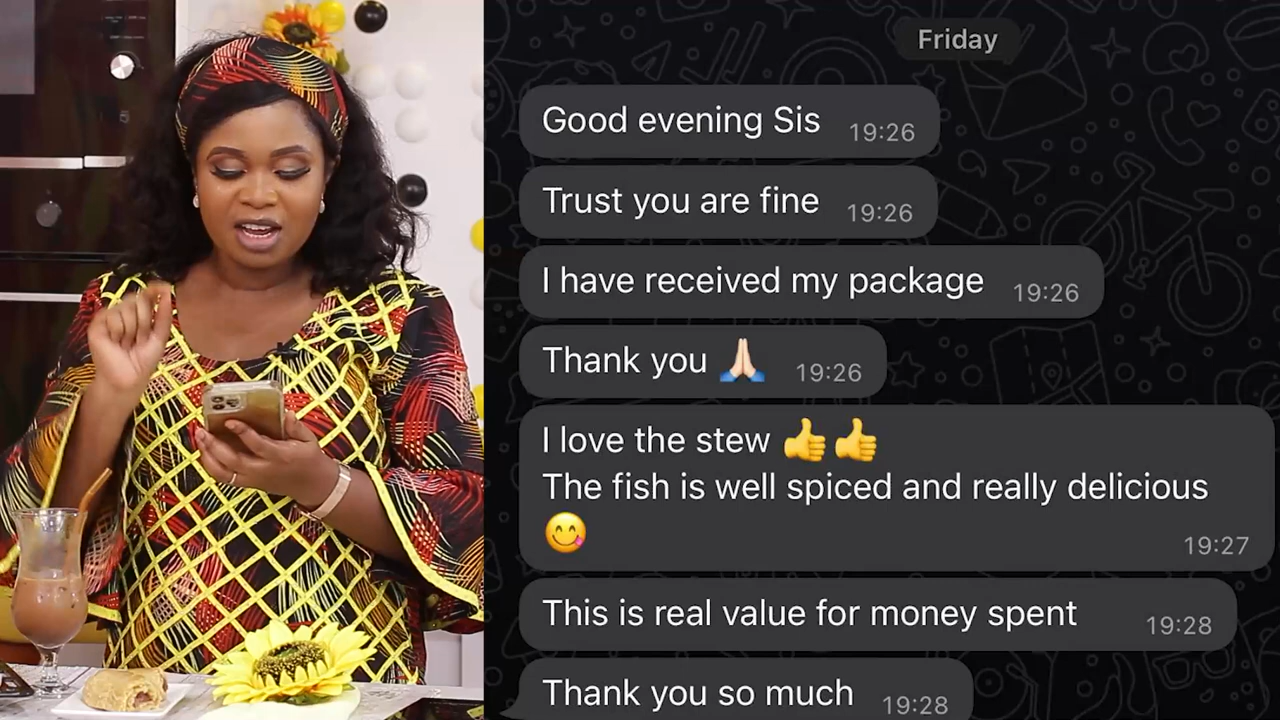 Friday
Good evening Sis 19:26
Trust you are fine 19:26
I have received my package 19:26
Thank you 🙏🏻 19:26
I love the stew 👍👍
The fish is well spiced and really delicious
😋 19:27
This is real value for money spent 19:28
Thank you so much 19:28